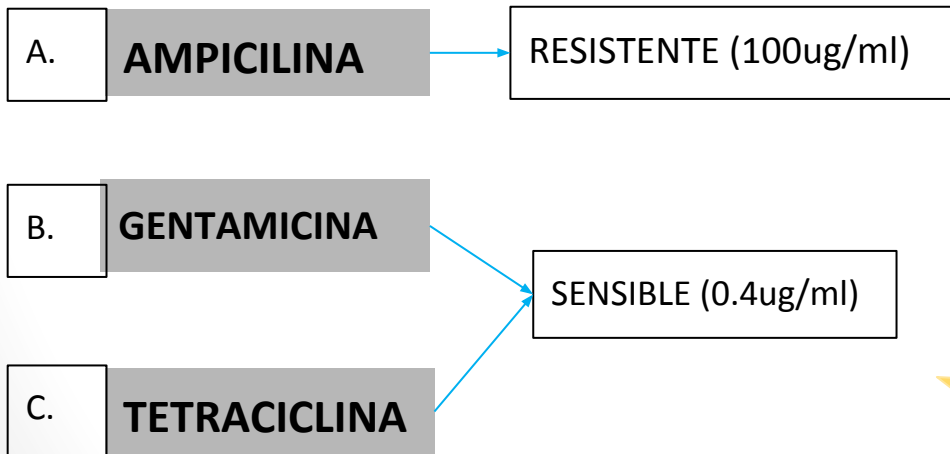 A. AMPICILINA RESISTENTE (100ug/ml)
B. GENTAMICINA
SENSIBLE (0.4ug/ml)
C. TETRACICLINA